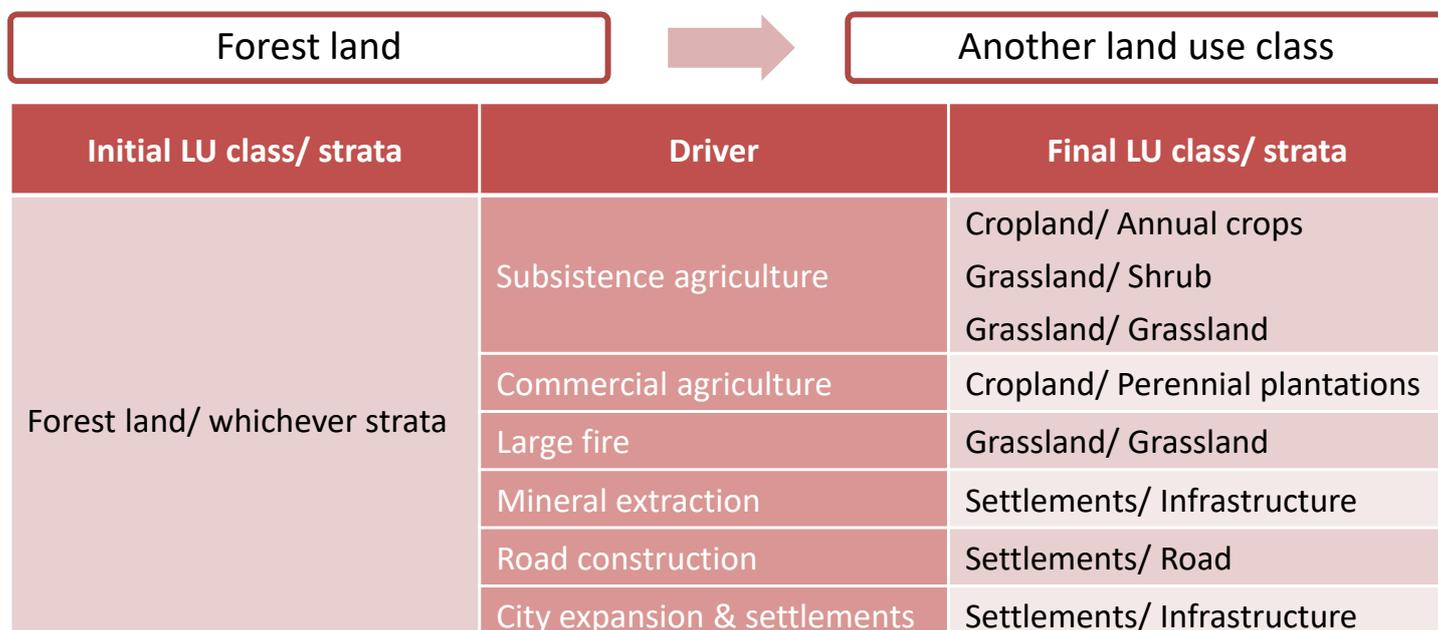 Forest land
Another land use class
Initial LU class/ strata
Driver
Final LU class/ strata
Forest land/ whichever strata
Subsistence agriculture
Cropland/ Annual crops
Grassland/ Shrub
Grassland/ Grassland
Commercial agriculture
Cropland/ Perennial plantations
Large fire
Grassland/ Grassland
Mineral extraction
Settlements/ Infrastructure
Road construction
Settlements/ Road
City expansion & settlements
Settlements/ Infrastructure